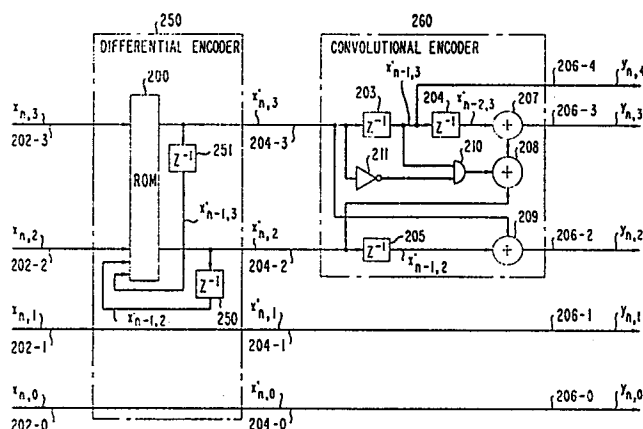 250
260
DIFFERENTIAL ENCODER
CONVOLUTIONAL ENCODER
200
x'n-1,3
206-4
yn,4
xn,3
x'n,3
203
204
x'n-2,3
207
206-3
yn,3
202-3
204-3
Z-1
Z-1
+
Z-1
251
210
208
211
+
ROM
x'n-1,3
209
xn,2
x'n,2
205
206-2
yn,2
202-2
204-2
Z-1
+
x'n-1,2
Z-1
xn,1
x'n-1,2
250
x'n,1
206-1
yn,1
202-1
204-1
xn,0
x'n,0
206-0
yn,0
202-0
204-0